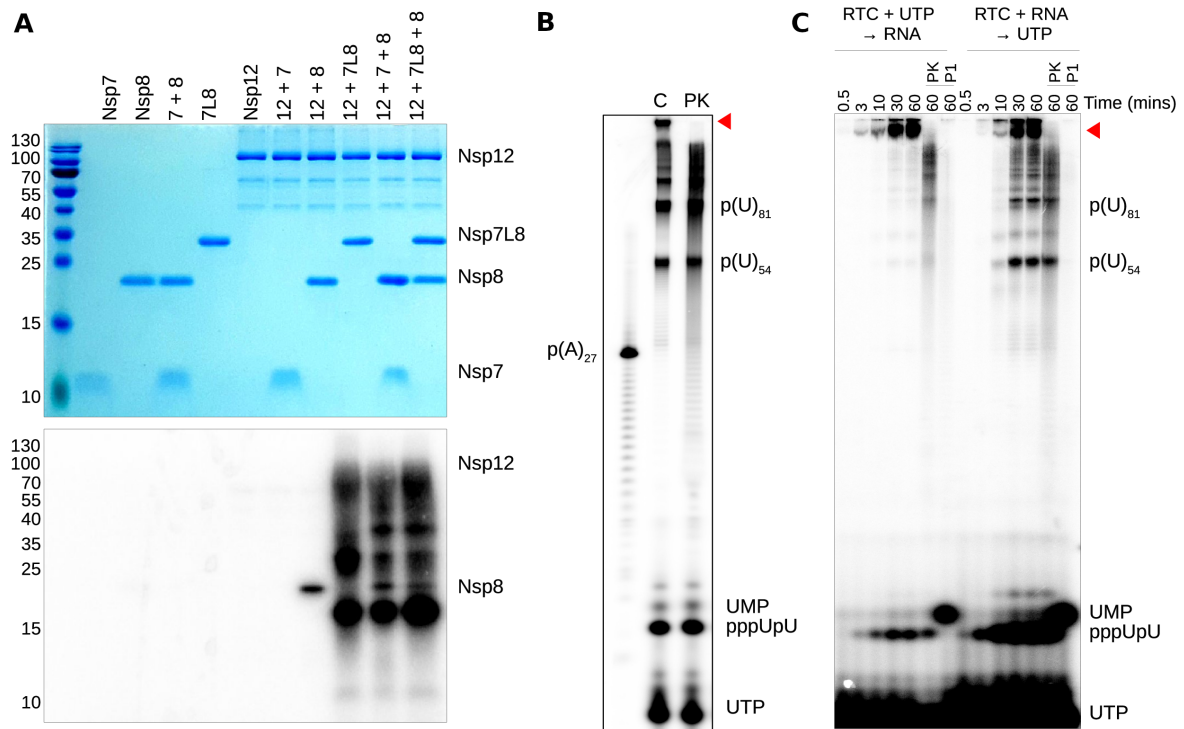 A
Nsp7
Nsp8
7 + 8
7L8
Nsp12
12 + 7
12 + 8
12 + 7L8
12 + 7 + 8
12 + 7L8 + 8
130
100
70
55
40
35
25
15
10
Nsp12
Nsp7L8
Nsp8
Nsp7
130
100
70
55
40
35
25
15
10
Nsp12
Nsp8
B
C PK
p(A)27
p(U)81
p(U)54
UMP
pppUpU
UTP
C
RTC + UTP
→ RNA
RTC + RNA
→ UTP
PK
P1
PK
P1
0.5 3 10 30 60 60 60 0.5 3 10 30 60 60 60 Time (mins)
p(U)81
p(U)54
UMP
pppUpU
UTP